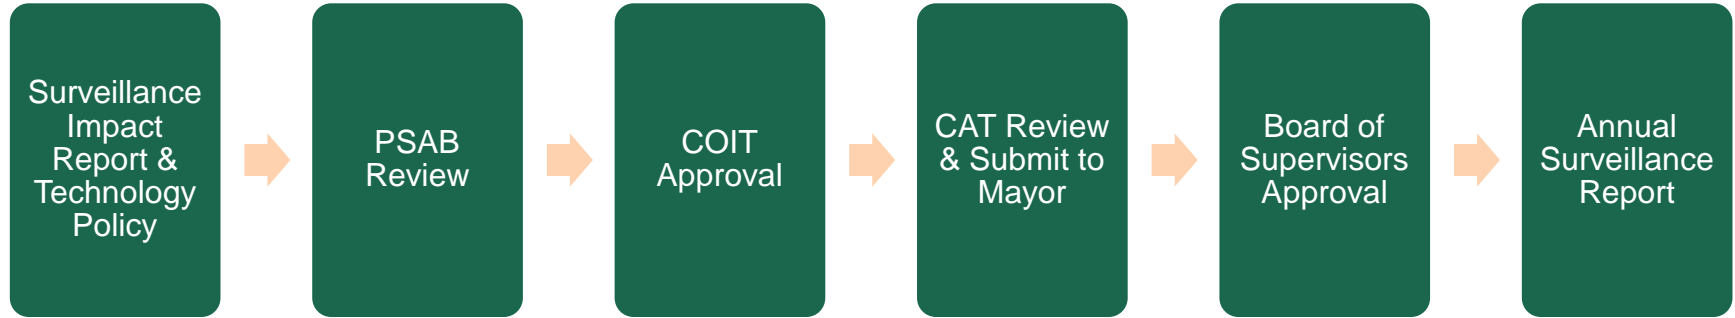 Surveillance
Impact
Report &
Technology
Policy
PSAB
Review
COIT
Approval
CAT Review
& Submit to
Mayor
Board of
Supervisors
Approval
Annual
Surveillance
Report